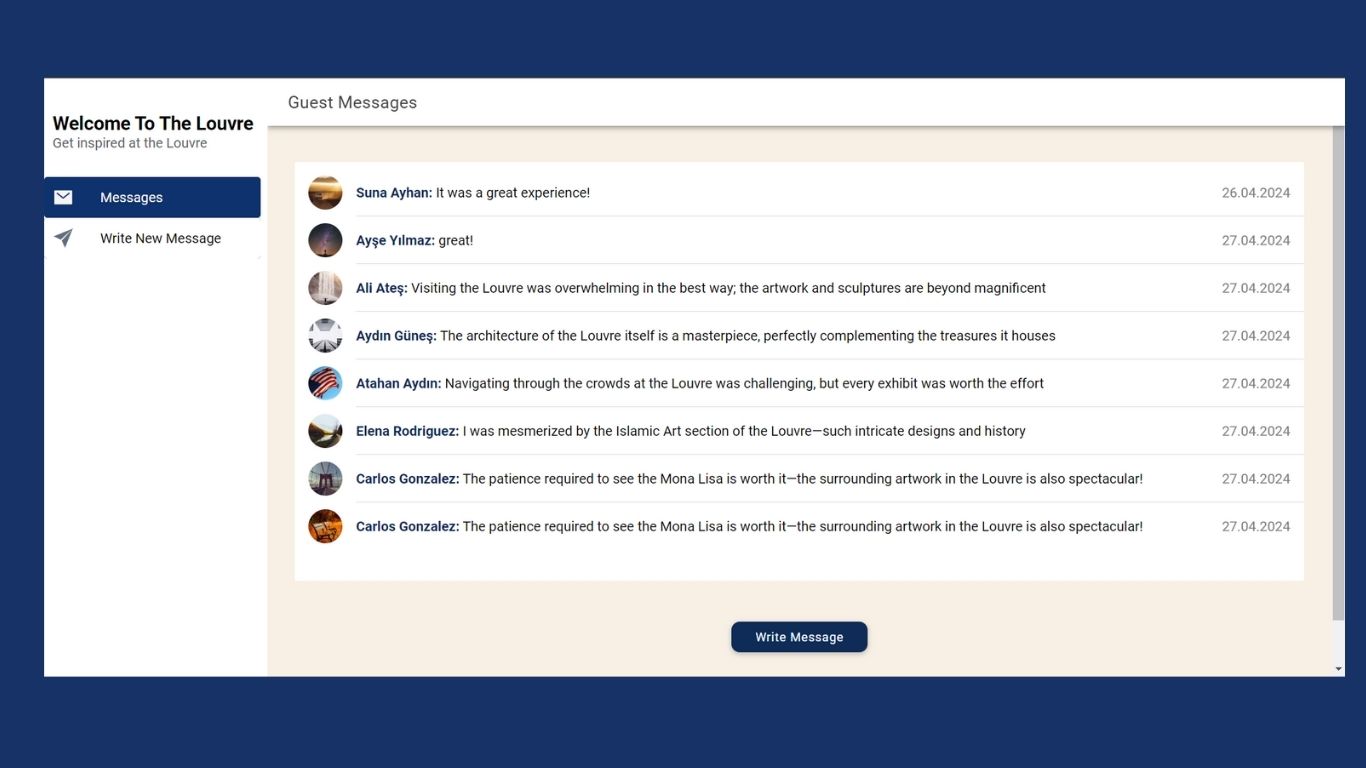 Guest Messages
Welcome To The Louvre
Get inspired at the Louvre
Messages
Write New Message
Suna Ayhan: It was a great experience! 26.04.2024
Ayşe Yılmaz: great! 27.04.2024
Ali Ateş: Visiting the Louvre was overwhelming in the best way; the artwork and sculptures are beyond magnificent 27.04.2024
Aydın Güneş: The architecture of the Louvre itself is a masterpiece, perfectly complementing the treasures it houses 27.04.2024
Atahan Aydın: Navigating through the crowds at the Louvre was challenging, but every exhibit was worth the effort 27.04.2024
Elena Rodriguez: I was mesmerized by the Islamic Art section of the Louvre—such intricate designs and history 27.04.2024
Carlos Gonzalez: The patience required to see the Mona Lisa is worth it—the surrounding artwork in the Louvre is also spectacular! 27.04.2024
Carlos Gonzalez: The patience required to see the Mona Lisa is worth it—the surrounding artwork in the Louvre is also spectacular! 27.04.2024
Write Message